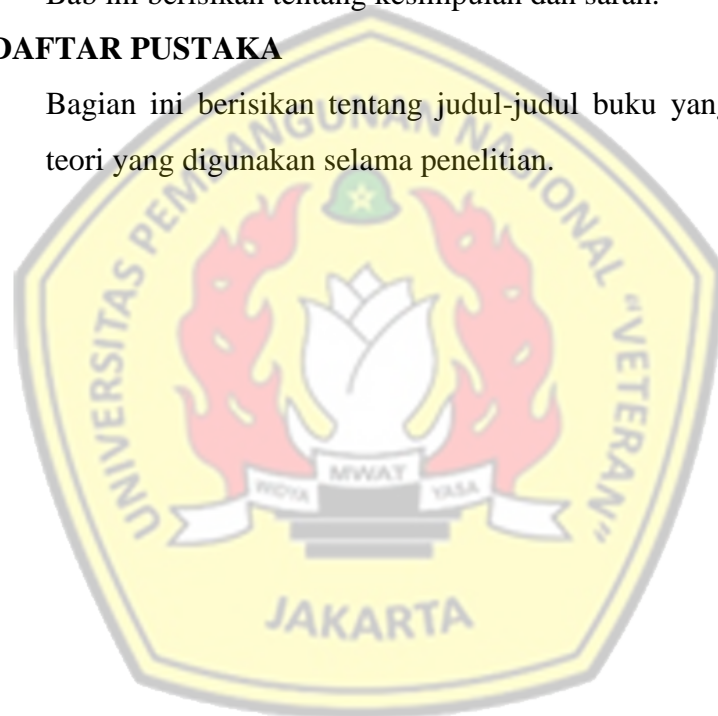 Bab ini berisikan tentang kesimpulan dan saran.
DAFTAR PUSTAKA
Bagian ini berisikan tentang judul-judul buku yang
teori yang digunakan selama penelitian.
UNIVERSITAS PEMBANGUNAN NASIONAL "VETERAN"
WIDYA MWAT YASA
JAKARTA